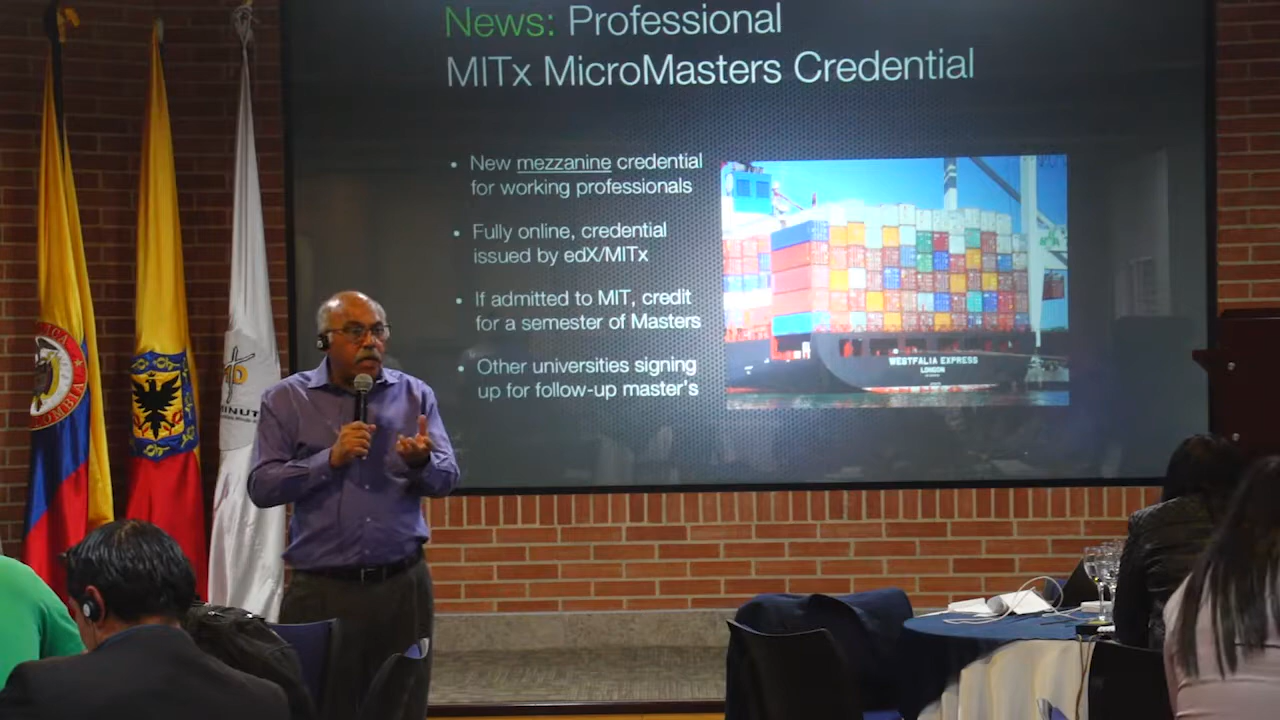 News: Professional
MITx MicroMasters Credential
• New mezzanine credential
for working professionals
• Fully online, credential
issued by edX/MITx
• If admitted to MIT, credit
for a semester of Masters
• Other universities signing
up for follow-up master's
WESTFALIA EXPRESS
LONDON